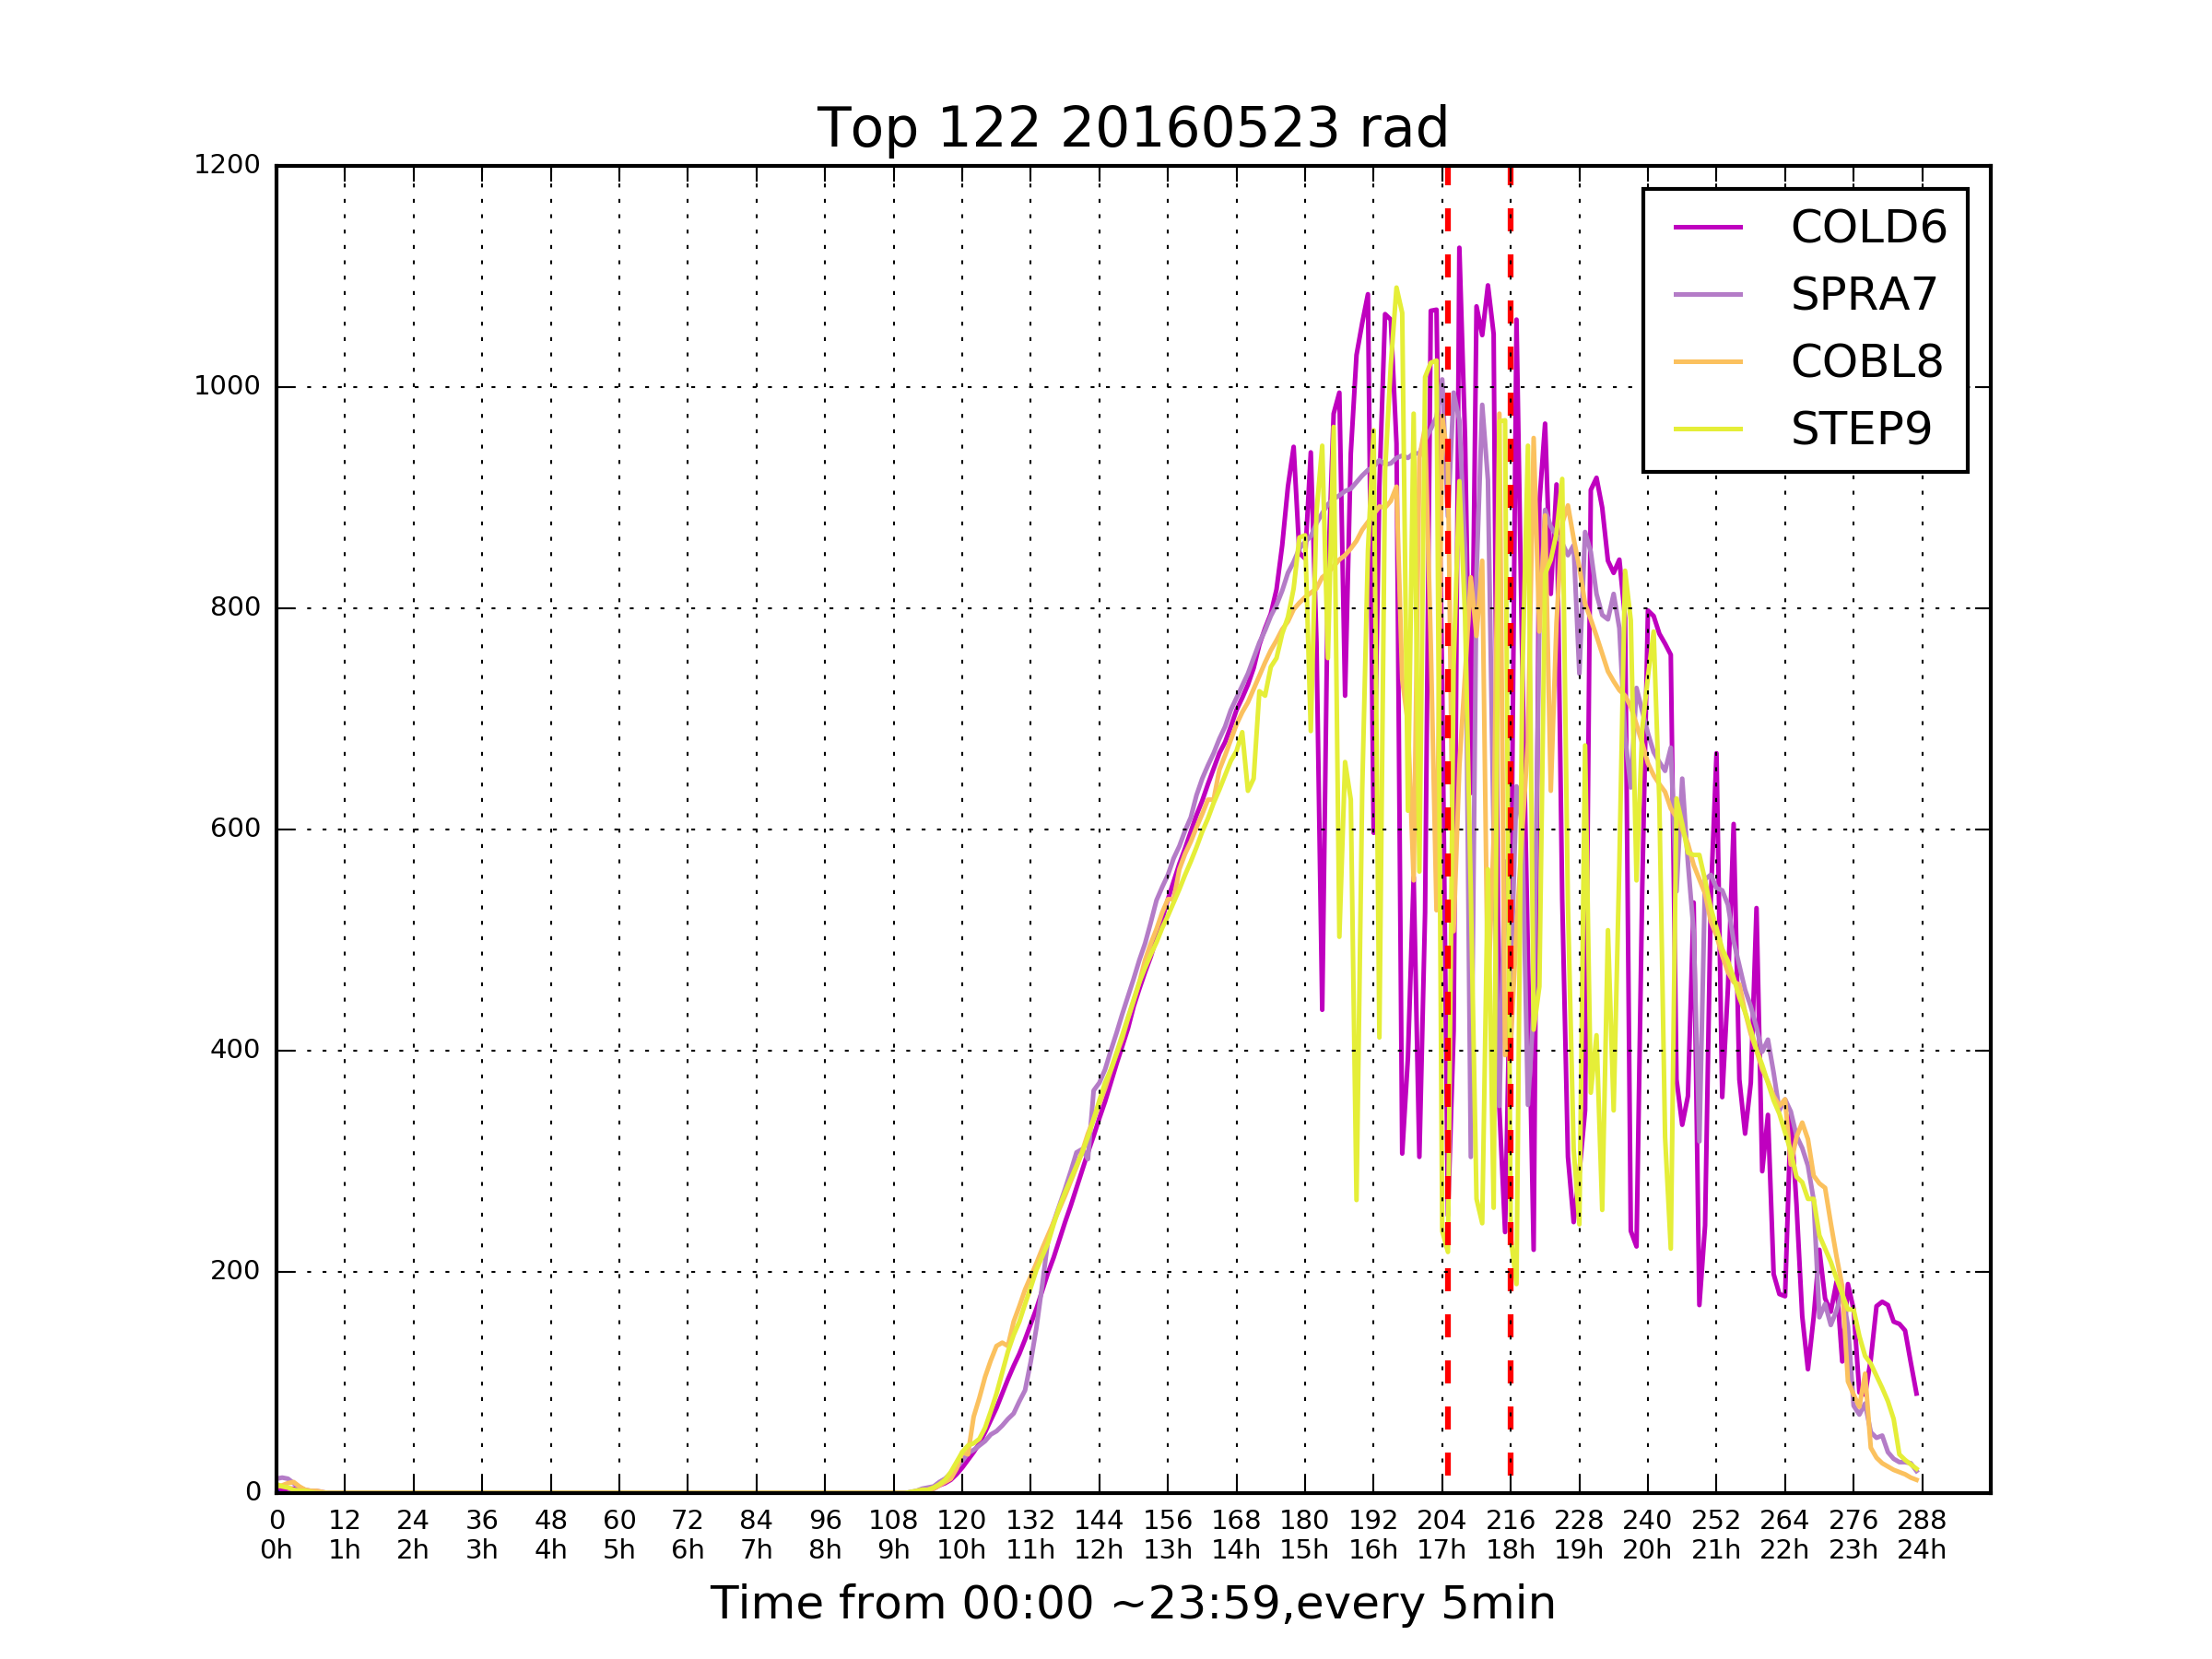 Top 122 20160523 rad
1200
1000
800
600
400
200
0
COLD6
SPRA7
COBL8
STEP9
0 12 24 36 48 60 72 84 96 108 120 132 144 156 168 180 192 204 216 228 240 252 264 276 288
0h 1h 2h 3h 4h 5h 6h 7h 8h 9h 10h 11h 12h 13h 14h 15h 16h 17h 18h 19h 20h 21h 22h 23h 24h
Time from 00:00 ~23:59,every 5min